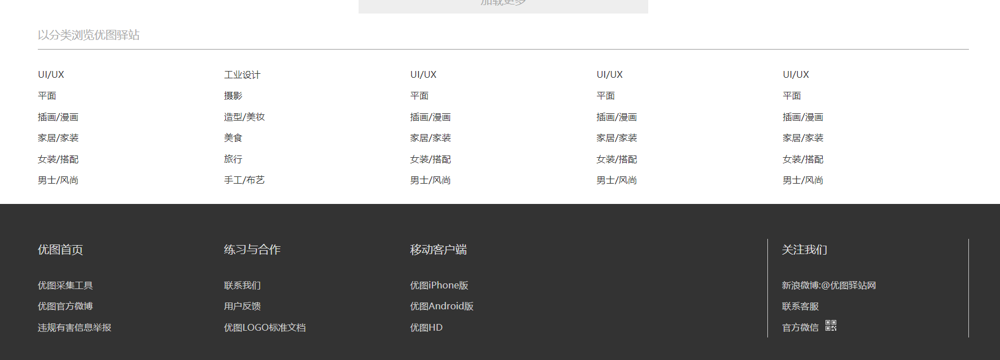 加载更多
以分类浏览优图驿站
UI/UX 工业设计 UI/UX UI/UX UI/UX
平面 摄影 平面 平面 平面
插画/漫画 造型/美妆 插画/漫画 插画/漫画 插画/漫画
家居/家装 美食 家居/家装 家居/家装 家居/家装
女装/搭配 旅行 女装/搭配 女装/搭配 女装/搭配
男士/风尚 手工/布艺 男士/风尚 男士/风尚 男士/风尚
优图首页 练习与合作 移动客户端 关注我们
优图采集工具 联系我们 优图iPhone版 新浪微博:@优图驿站网
优图官方微博 用户反馈 优图Android版 联系客服
违规有害信息举报 优图LOGO标准文档 优图HD 官方微信